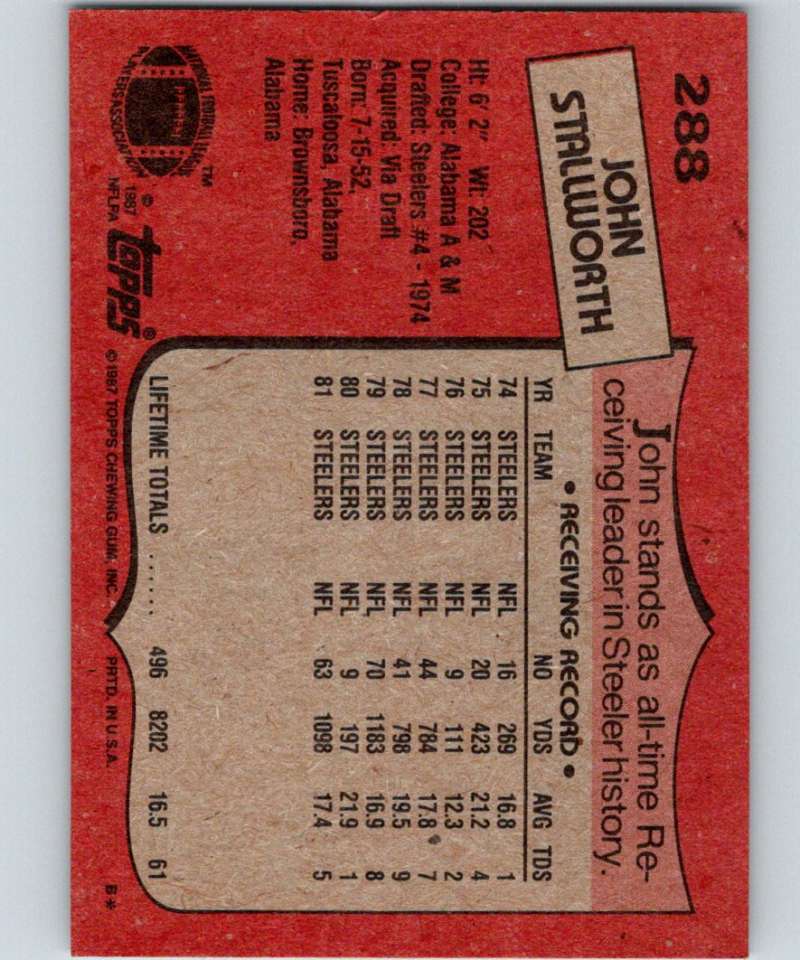 288
JOHN
STALLWORTH
Ht: 6' 2" Wt: 202
College: Alabama A & M
Drafted: Steelers #4 - 1974
Acquired: Via Draft
Born: 7-15-52,
Tuscaloosa, Alabama
Home: Brownsboro,
Alabama
NATIONAL FOOTBALL LEAGUE
PLAYERS ASSOCIATION
TM
© 1987
NFLPA
topps®
John stands as all-time Re-
ceiving leader in Steeler history.
• RECEIVING RECORD •
YR TEAM NO YDS AVG TDS
74 STEELERS NFL 16 269 16.8 1
75 STEELERS NFL 20 423 21.2 4
76 STEELERS NFL 9 111 12.3 2
77 STEELERS NFL 44 784 17.8 7
78 STEELERS NFL 41 798 19.5 9
79 STEELERS NFL 70 1183 16.9 8
80 STEELERS NFL 9 197 21.9 1
81 STEELERS NFL 63 1098 17.4 5
LIFETIME TOTALS ...... 496 8202 16.5 61
© 1987 TOPPS CHEWING GUM, INC. PRTD. IN U.S.A. B*